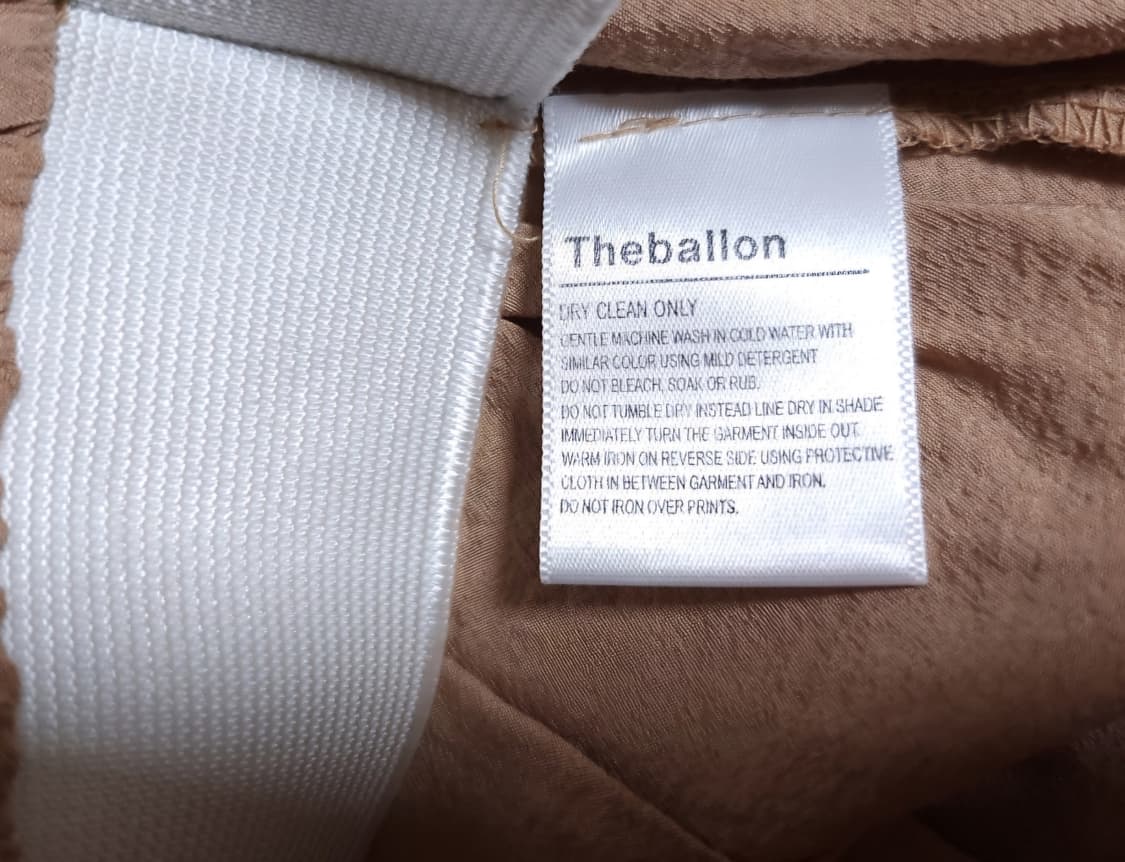 Theballon
DRY CLEAN ONLY
GENTLE MACHINE WASH IN COLD WATER WITH
SIMILAR COLOR USING MILD DETERGENT
DO NOT BLEACH, SOAK OR RUB.
DO NOT TUMBLE DRY INSTEAD LINE DRY IN SHADE
IMMEDIATELY TURN THE GARMENT INSIDE OUT.
WARM IRON ON REVERSE SIDE USING PROTECTIVE
CLOTH IN BETWEEN GARMENT AND IRON.
DO NOT IRON OVER PRINTS.